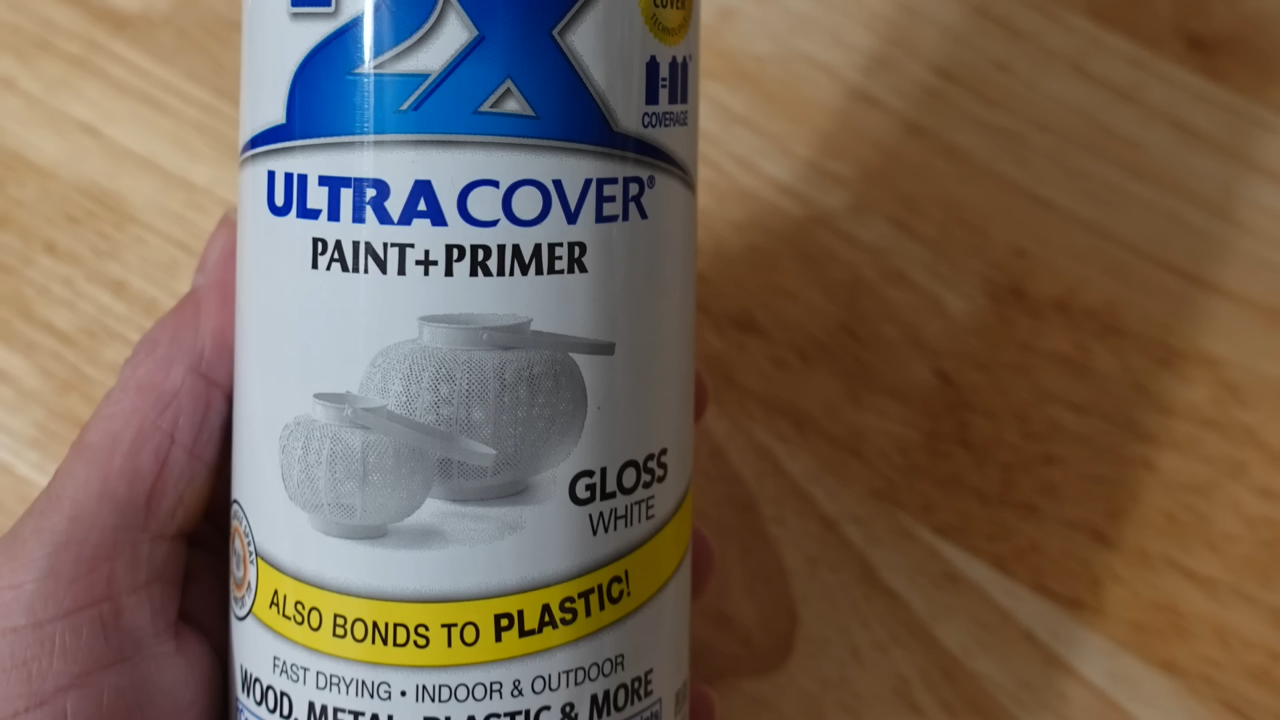 2X
COVER
TECHNOLOGY
COVERAGE
ULTRA COVER®
PAINT+PRIMER
GLOSS
WHITE
ALSO BONDS TO PLASTIC!
FAST DRYING • INDOOR & OUTDOOR
WOOD, METAL, PLASTIC & MORE